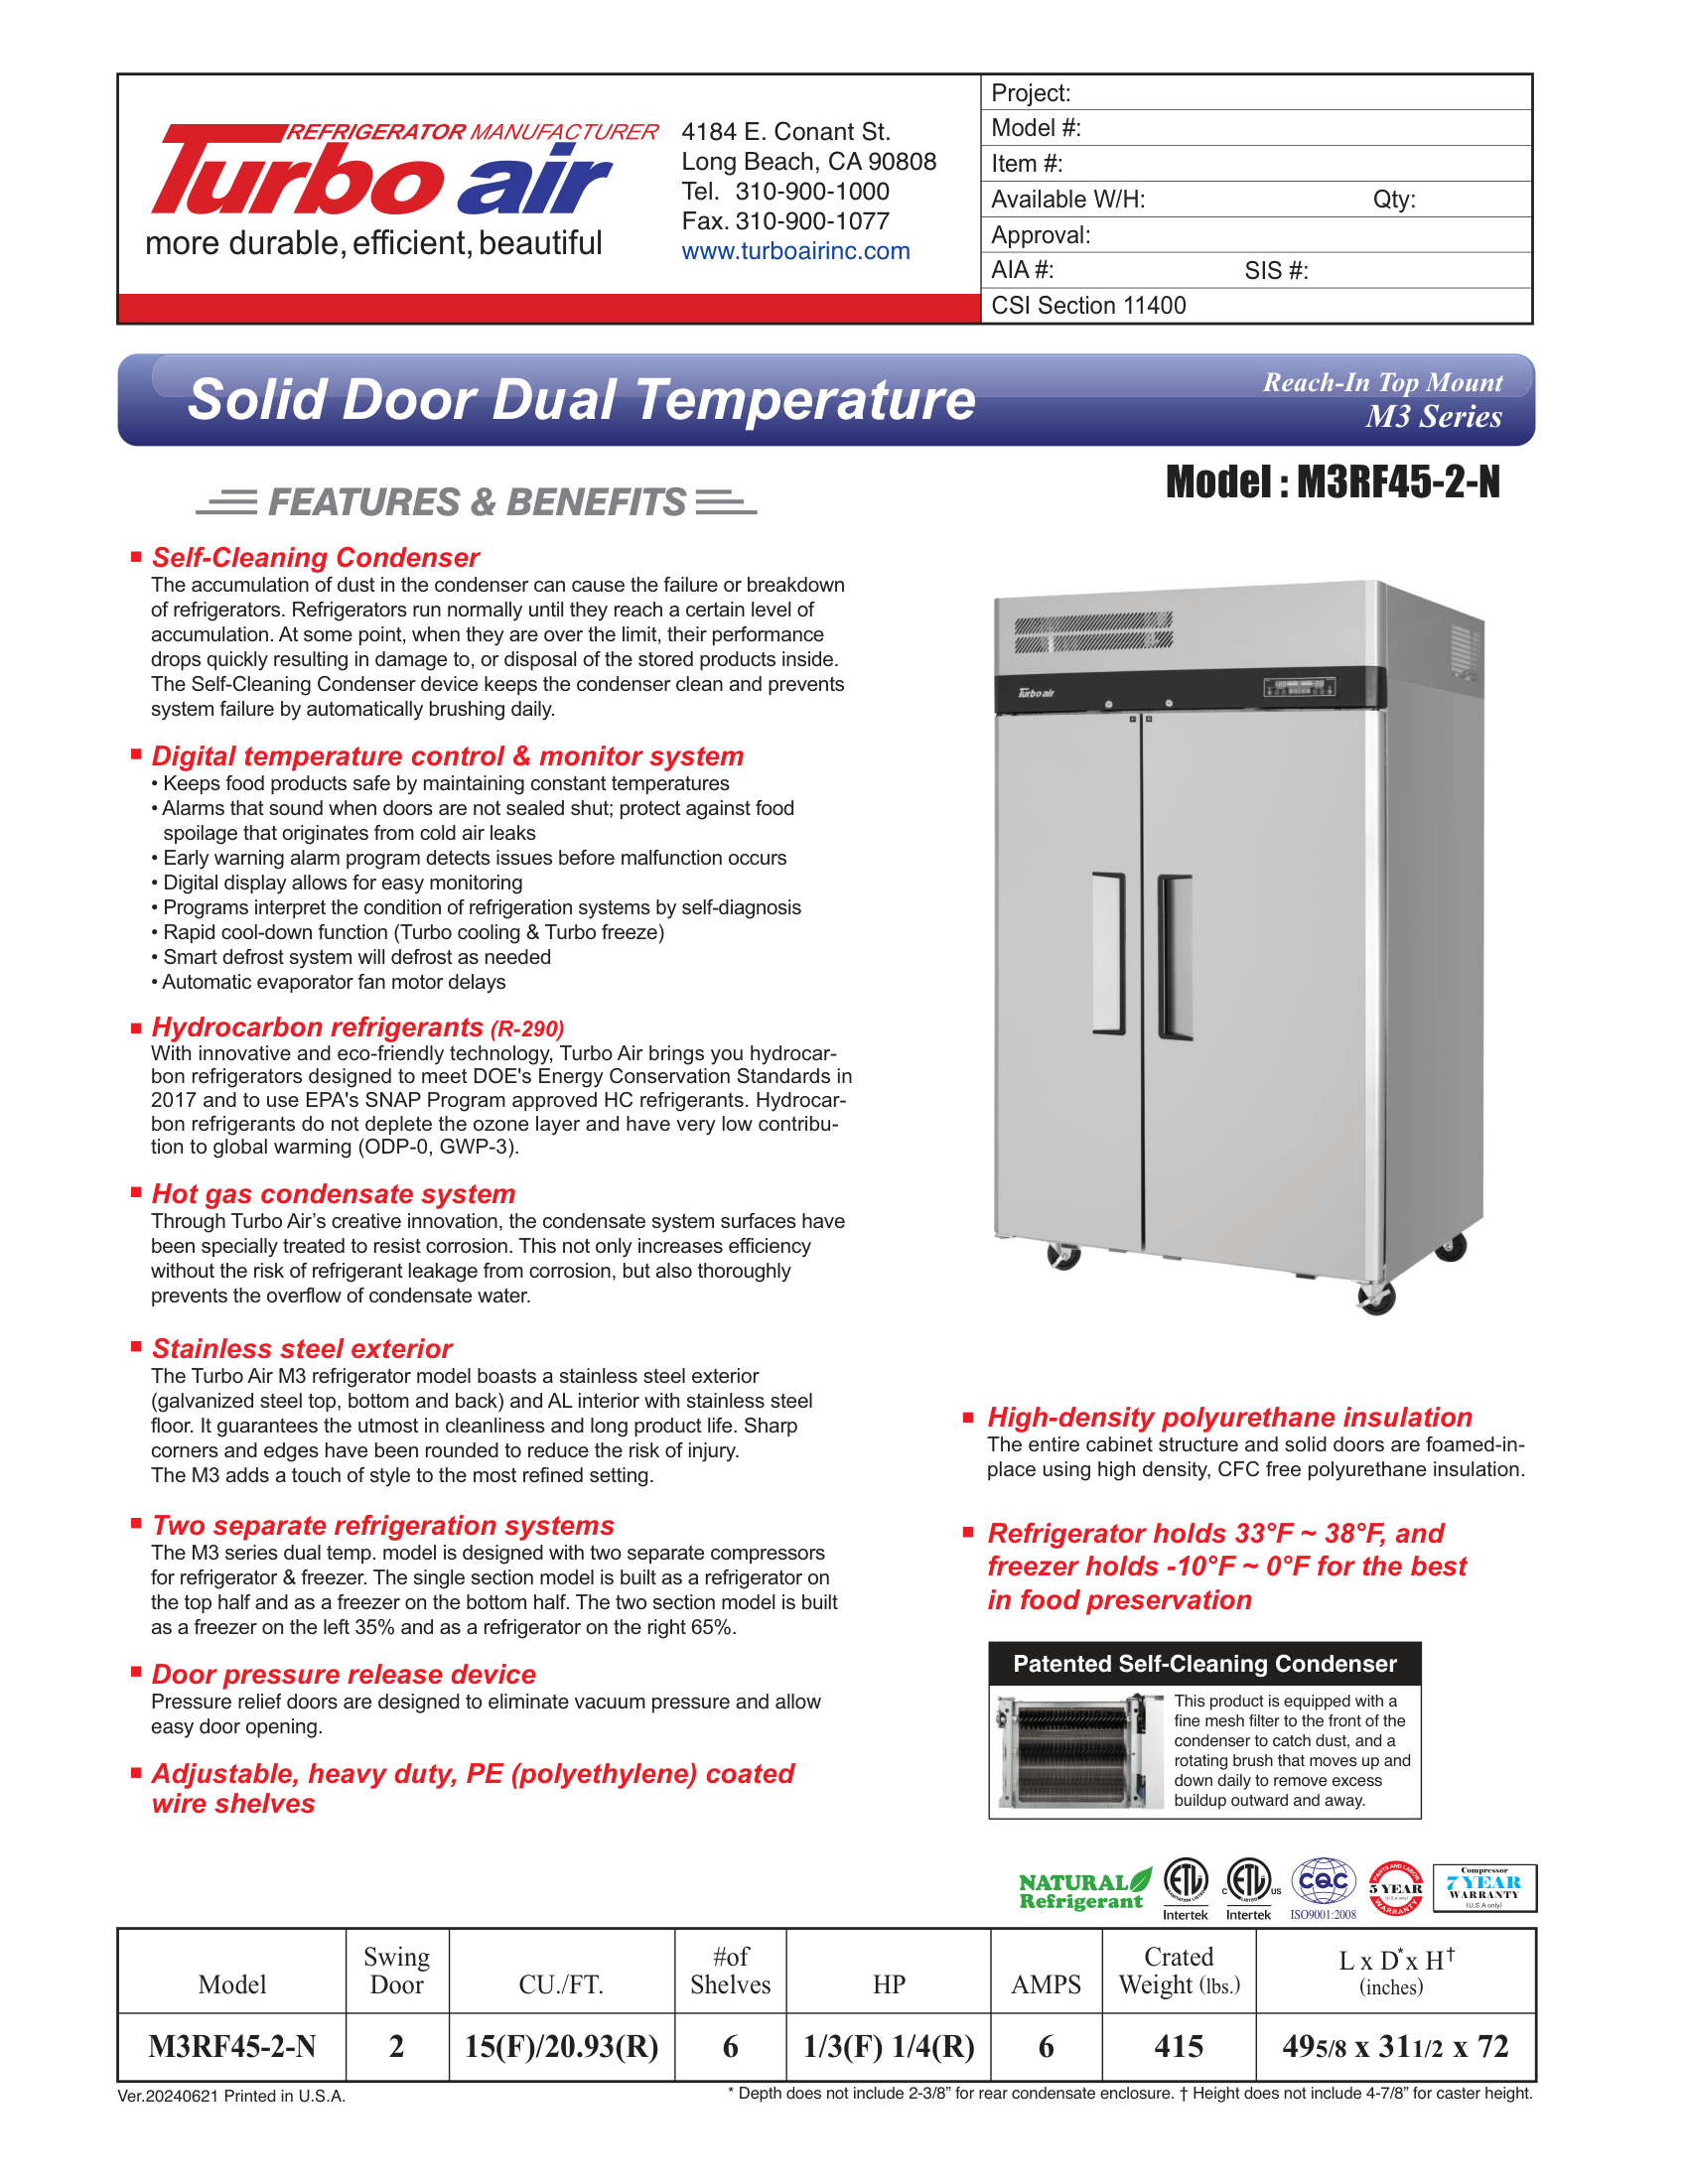 REFRIGERATOR MANUFACTURER
Turbo air
more durable, efficient, beautiful
4184 E. Conant St.
Long Beach, CA 90808
Tel. 310-900-1000
Fax. 310-900-1077
www.turboairinc.com
Project:
Model #:
Item #:
Available W/H: Qty:
Approval:
AIA #: SIS #:
CSI Section 11400
Solid Door Dual Temperature
Reach-In Top Mount
M3 Series
Model : M3RF45-2-N
FEATURES & BENEFITS
Self-Cleaning Condenser
The accumulation of dust in the condenser can cause the failure or breakdown
of refrigerators. Refrigerators run normally until they reach a certain level of
accumulation. At some point, when they are over the limit, their performance
drops quickly resulting in damage to, or disposal of the stored products inside.
The Self-Cleaning Condenser device keeps the condenser clean and prevents
system failure by automatically brushing daily.
Digital temperature control & monitor system
• Keeps food products safe by maintaining constant temperatures
• Alarms that sound when doors are not sealed shut; protect against food
spoilage that originates from cold air leaks
• Early warning alarm program detects issues before malfunction occurs
• Digital display allows for easy monitoring
• Programs interpret the condition of refrigeration systems by self-diagnosis
• Rapid cool-down function (Turbo cooling & Turbo freeze)
• Smart defrost system will defrost as needed
• Automatic evaporator fan motor delays
Hydrocarbon refrigerants (R-290)
With innovative and eco-friendly technology, Turbo Air brings you hydrocar-
bon refrigerators designed to meet DOE's Energy Conservation Standards in
2017 and to use EPA's SNAP Program approved HC refrigerants. Hydrocar-
bon refrigerants do not deplete the ozone layer and have very low contribu-
tion to global warming (ODP-0, GWP-3).
Hot gas condensate system
Through Turbo Air’s creative innovation, the condensate system surfaces have
been specially treated to resist corrosion. This not only increases efficiency
without the risk of refrigerant leakage from corrosion, but also thoroughly
prevents the overflow of condensate water.
Stainless steel exterior
The Turbo Air M3 refrigerator model boasts a stainless steel exterior
(galvanized steel top, bottom and back) and AL interior with stainless steel
floor. It guarantees the utmost in cleanliness and long product life. Sharp
corners and edges have been rounded to reduce the risk of injury.
The M3 adds a touch of style to the most refined setting.
Two separate refrigeration systems
The M3 series dual temp. model is designed with two separate compressors
for refrigerator & freezer. The single section model is built as a refrigerator on
the top half and as a freezer on the bottom half. The two section model is built
as a freezer on the left 35% and as a refrigerator on the right 65%.
Door pressure release device
Pressure relief doors are designed to eliminate vacuum pressure and allow
easy door opening.
Adjustable, heavy duty, PE (polyethylene) coated
wire shelves
Turbo air
F
R
High-density polyurethane insulation
The entire cabinet structure and solid doors are foamed-in-
place using high density, CFC free polyurethane insulation.
Refrigerator holds 33°F ~ 38°F, and
freezer holds -10°F ~ 0°F for the best
in food preservation
Patented Self-Cleaning Condenser
This product is equipped with a
fine mesh filter to the front of the
condenser to catch dust, and a
rotating brush that moves up and
down daily to remove excess
buildup outward and away.
NATURAL
Refrigerant
ETL
SANITATION LISTED
Intertek
C ETL US
LISTED
Intertek
CQC
ISO9001:2008
PARTS AND LABOR
5 YEAR
(U.S.A only)
WARRANTY
Compressor
7 YEAR
WARRANTY
(U.S.A only)
Model Swing Door CU./FT. #of Shelves HP AMPS Crated Weight (lbs.) L x D* x H† (inches)
M3RF45-2-N 2 15(F)/20.93(R) 6 1/3(F) 1/4(R) 6 415 495/8 x 311/2 x 72
Ver.20240621 Printed in U.S.A.
* Depth does not include 2-3/8” for rear condensate enclosure. † Height does not include 4-7/8” for caster height.